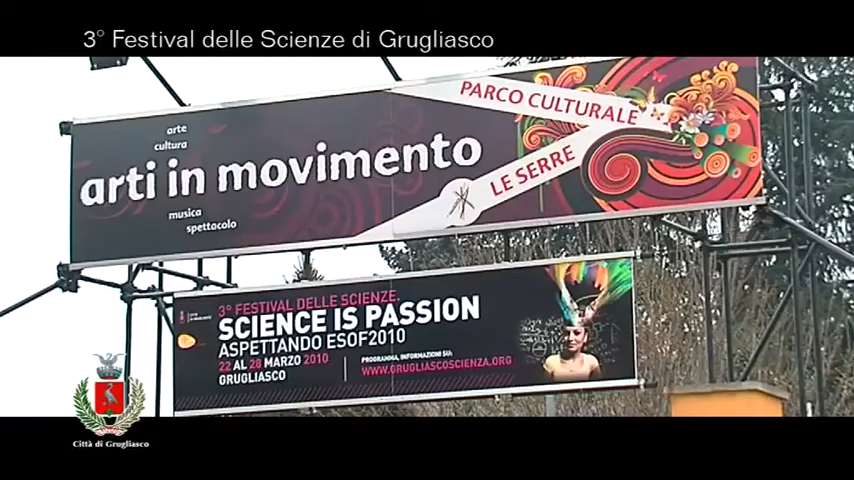 3° Festival delle Scienze di Grugliasco
PARCO CULTURALE
LE SERRE
arte
cultura
arti in movimento
musica
spettacolo
3° FESTIVAL DELLE SCIENZE.
SCIENCE IS PASSION
ASPETTANDO ESOF2010
22 AL 28 MARZO 2010
GRUGLIASCO
PROGRAMMA, INFORMAZIONI SU:
WWW.GRUGLIASCOSCIENZA.ORG
Città di Grugliasco